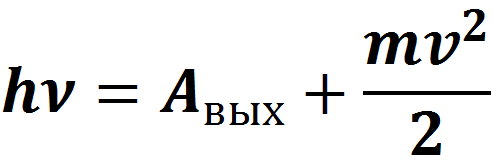 hν = Aвых + mv²/2